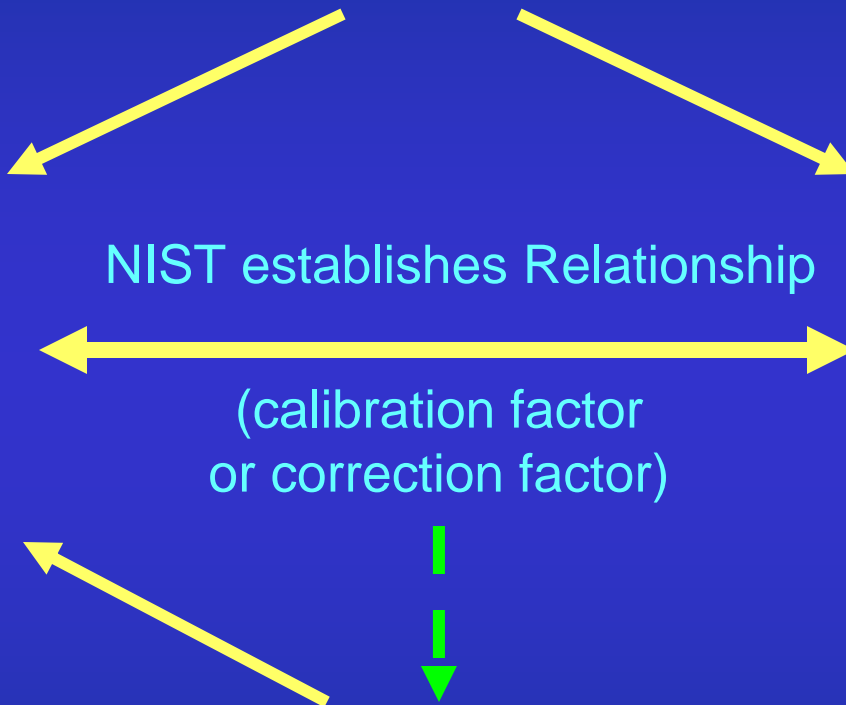 NIST establishes Relationship
(calibration factor
or correction factor)